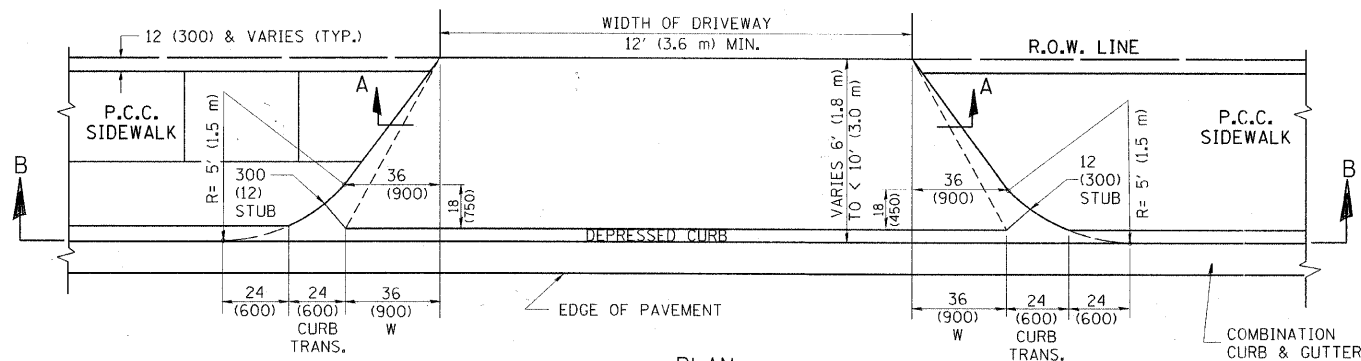 WIDTH OF DRIVEWAY
12' (3.6 m) MIN.
12 (300) & VARIES (TYP.)
R.O.W. LINE
A
A
P.C.C.
SIDEWALK
P.C.C.
SIDEWALK
R= 5' (1.5 m)
VARIES 6' (1.8 m)
TO < 10' (3.0 m)
R= 5' (1.5 m)
B
B
300
(12)
STUB
36
(900)
18
(750)
36
(900)
18
(450)
12
(300)
STUB
DEPRESSED CURB
24
(600)
24
(600)
CURB
TRANS.
36
(900)
W
EDGE OF PAVEMENT
36
(900)
W
24
(600)
CURB
TRANS.
24
(600)
COMBINATION
CURB & GUTTER
PLAN